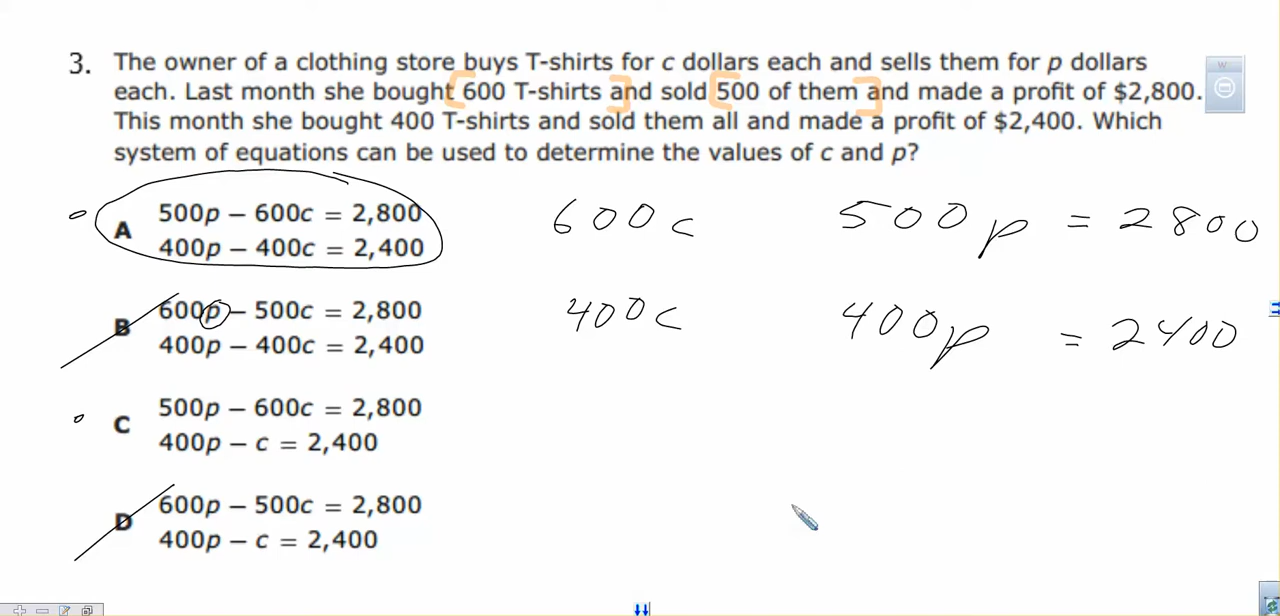 3. The owner of a clothing store buys T-shirts for c dollars each and sells them for p dollars
each. Last month she bought 600 T-shirts and sold 500 of them and made a profit of $2,800.
This month she bought 400 T-shirts and sold them all and made a profit of $2,400. Which
system of equations can be used to determine the values of c and p?
A
500p – 600c = 2,800
400p – 400c = 2,400
600c 500p = 2800
B
600p – 500c = 2,800
400p – 400c = 2,400
400c 400p = 2400
C
500p – 600c = 2,800
400p – c = 2,400
D
600p – 500c = 2,800
400p – c = 2,400
W